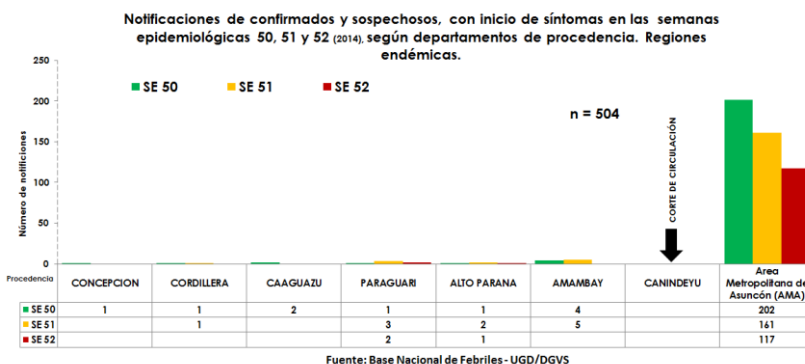 Notificaciones de confirmados y sospechosos, con inicio de síntomas en las semanas
epidemiológicas 50, 51 y 52 (2014), según departamentos de procedencia. Regiones
endémicas.
250
200
150
100
50
0
Número de notificiones
SE 50 SE 51 SE 52
n = 504
CORTE DE CIRCULACIÓN
Procedencia CONCEPCION CORDILLERA CAAGUAZU PARAGUARI ALTO PARANA AMAMBAY CANINDEYU Area Metropolitana de Asuncón (AMA)
SE 50 1 1 2 1 1 4 202
SE 51 1 3 2 5 161
SE 52 2 1 117
Fuente: Base Nacional de Febriles - UGD/DGVS